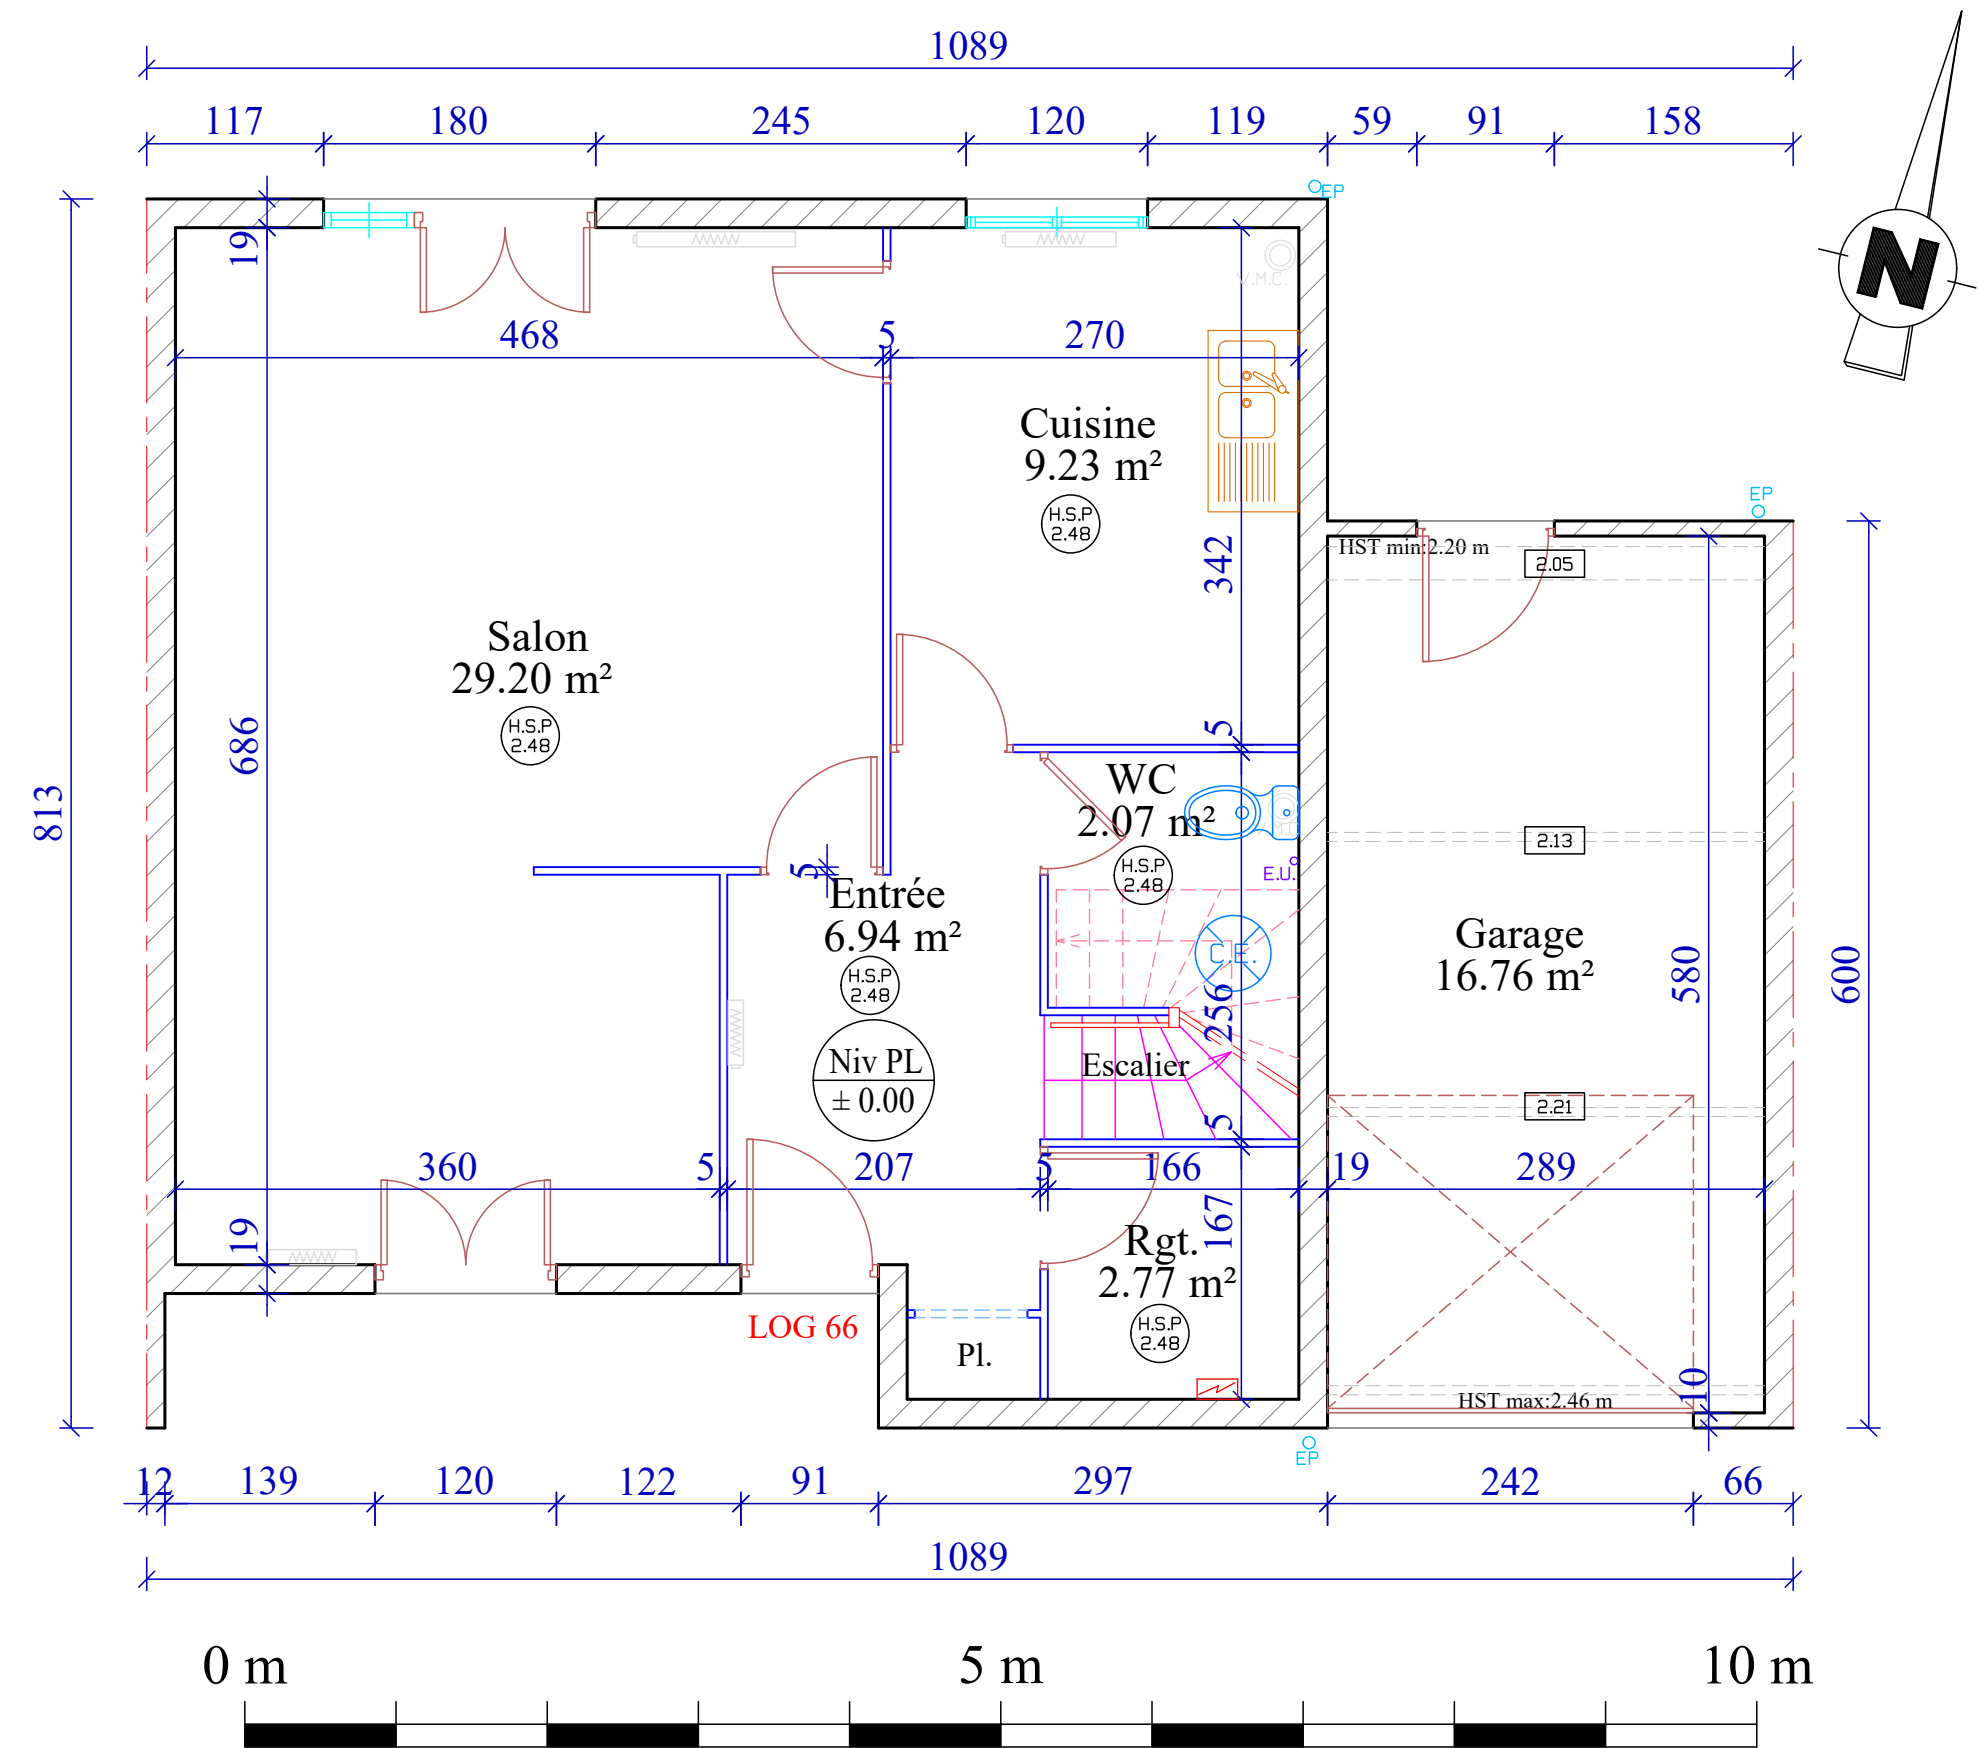 1089
117 180 245 120 119 59 91 158
EP
N
19
V.M.C.
468 5 270
Cuisine
9.23 m²
H.S.P
2.48
EP
HST min:2.20 m
2.05
342
Salon
29.20 m²
H.S.P
2.48
686
813
5
WC
2.07 m²
V.M.C
H.S.P
2.48
E.U.
2.13
5
Entrée
6.94 m²
H.S.P
2.48
C.E.
Garage
16.76 m²
580
600
256
Niv PL
± 0.00
Escalier
2.21
5
360 5 207 5 166 19 289
19
167
Rgt.
2.77 m²
H.S.P
2.48
LOG 66
Pl.
10
HST max:2.46 m
EP
12 139 120 122 91 297 242 66
1089
0 m 5 m 10 m